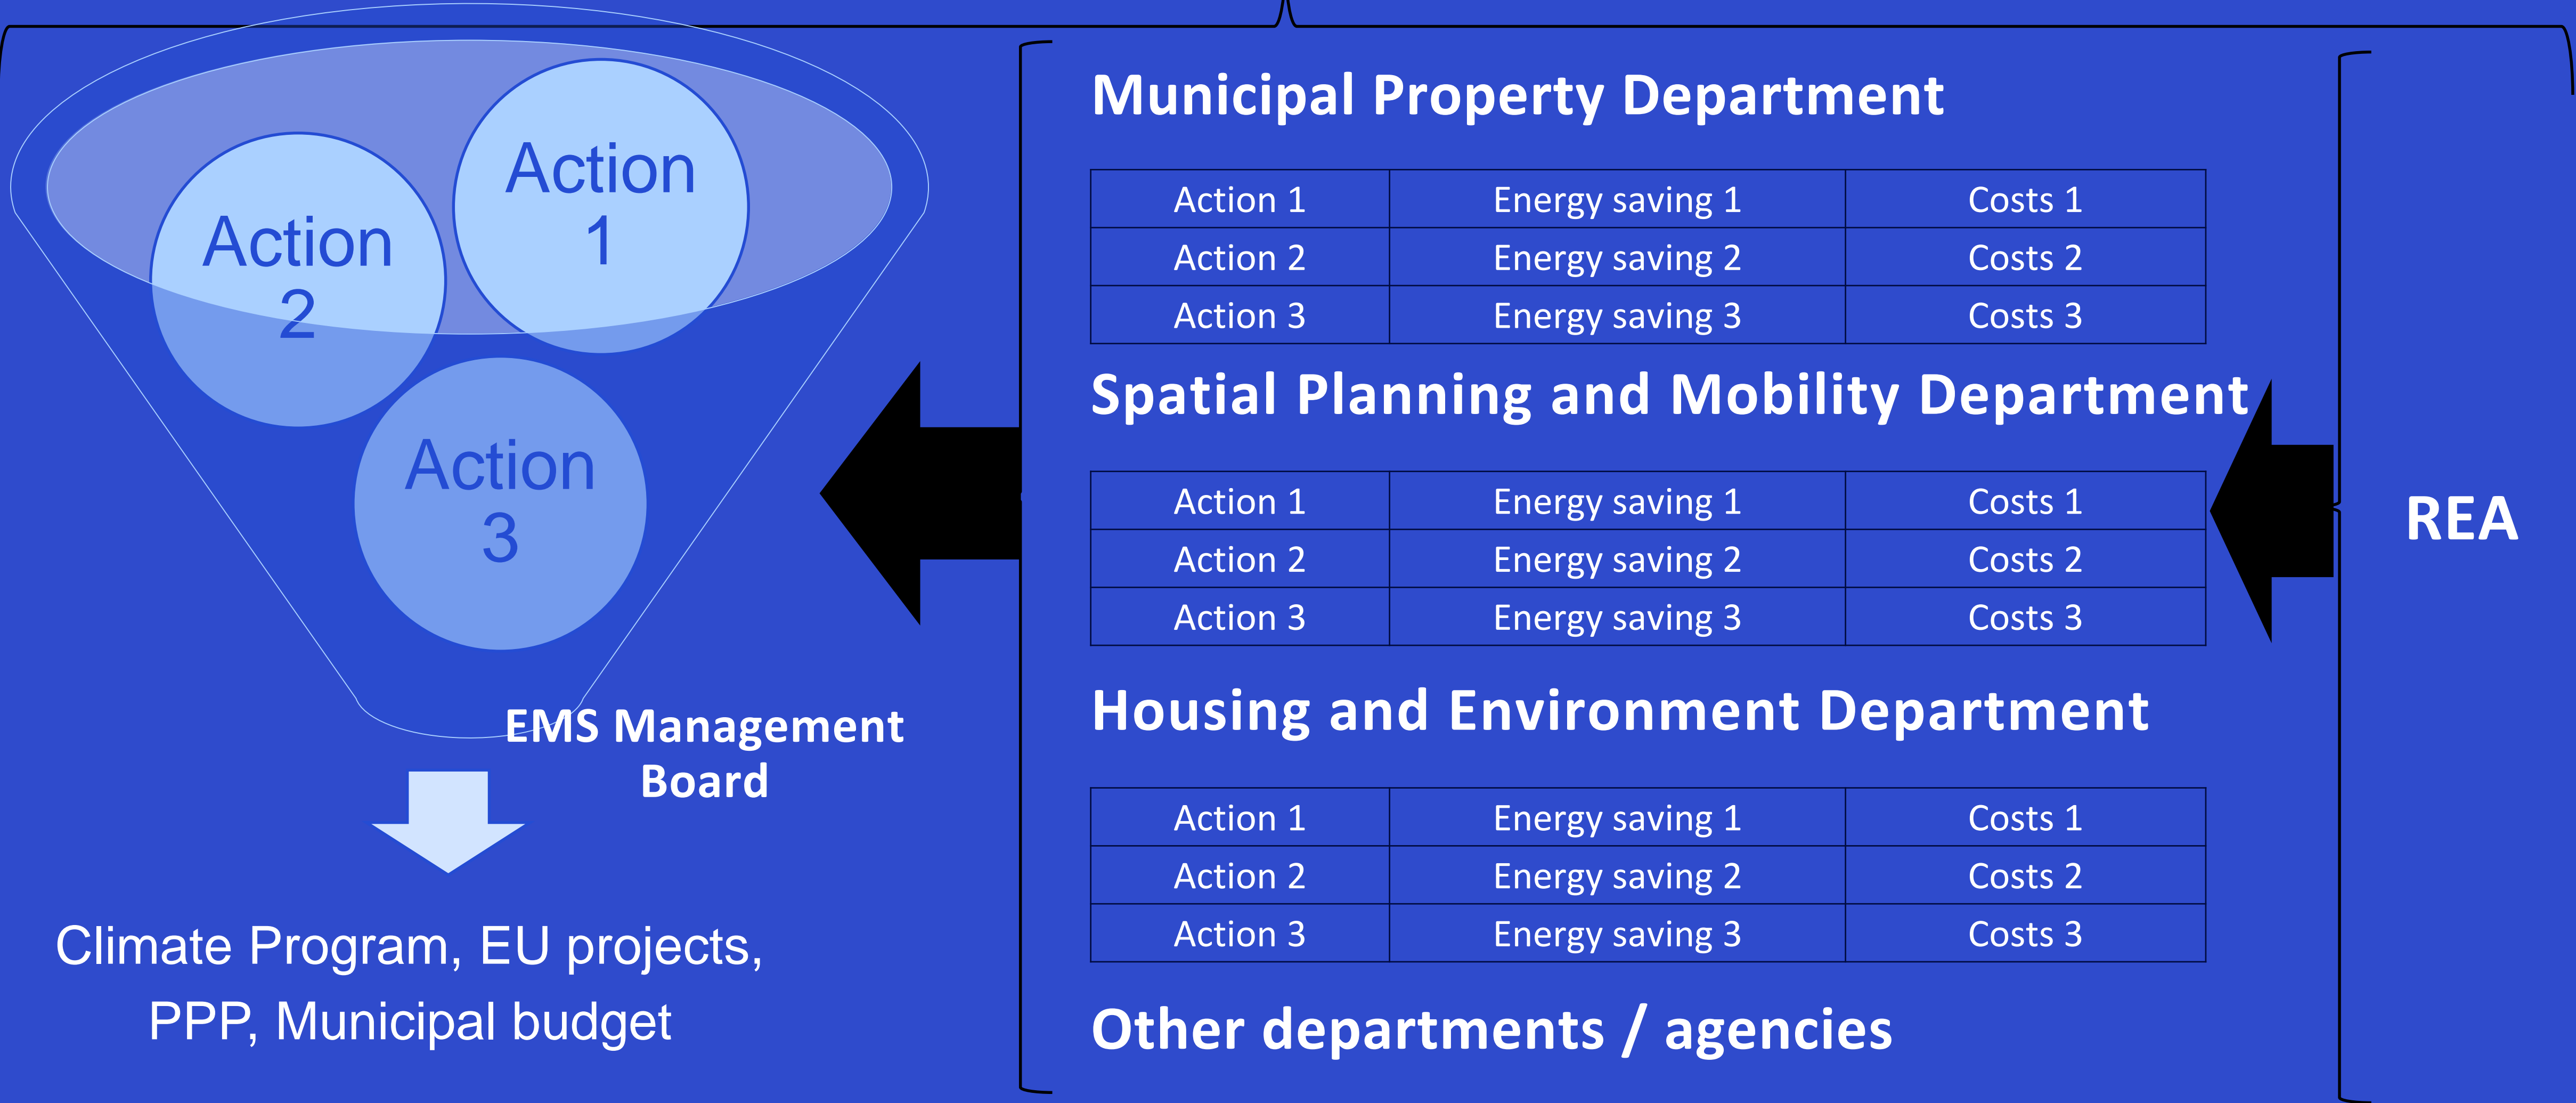 Action
1
Action
2
Action
3
EMS Management
Board
Climate Program, EU projects,
PPP, Municipal budget
Municipal Property Department
Action 1 Energy saving 1 Costs 1
Action 2 Energy saving 2 Costs 2
Action 3 Energy saving 3 Costs 3
Spatial Planning and Mobility Department
Action 1 Energy saving 1 Costs 1
Action 2 Energy saving 2 Costs 2
Action 3 Energy saving 3 Costs 3
Housing and Environment Department
Action 1 Energy saving 1 Costs 1
Action 2 Energy saving 2 Costs 2
Action 3 Energy saving 3 Costs 3
Other departments / agencies
REA